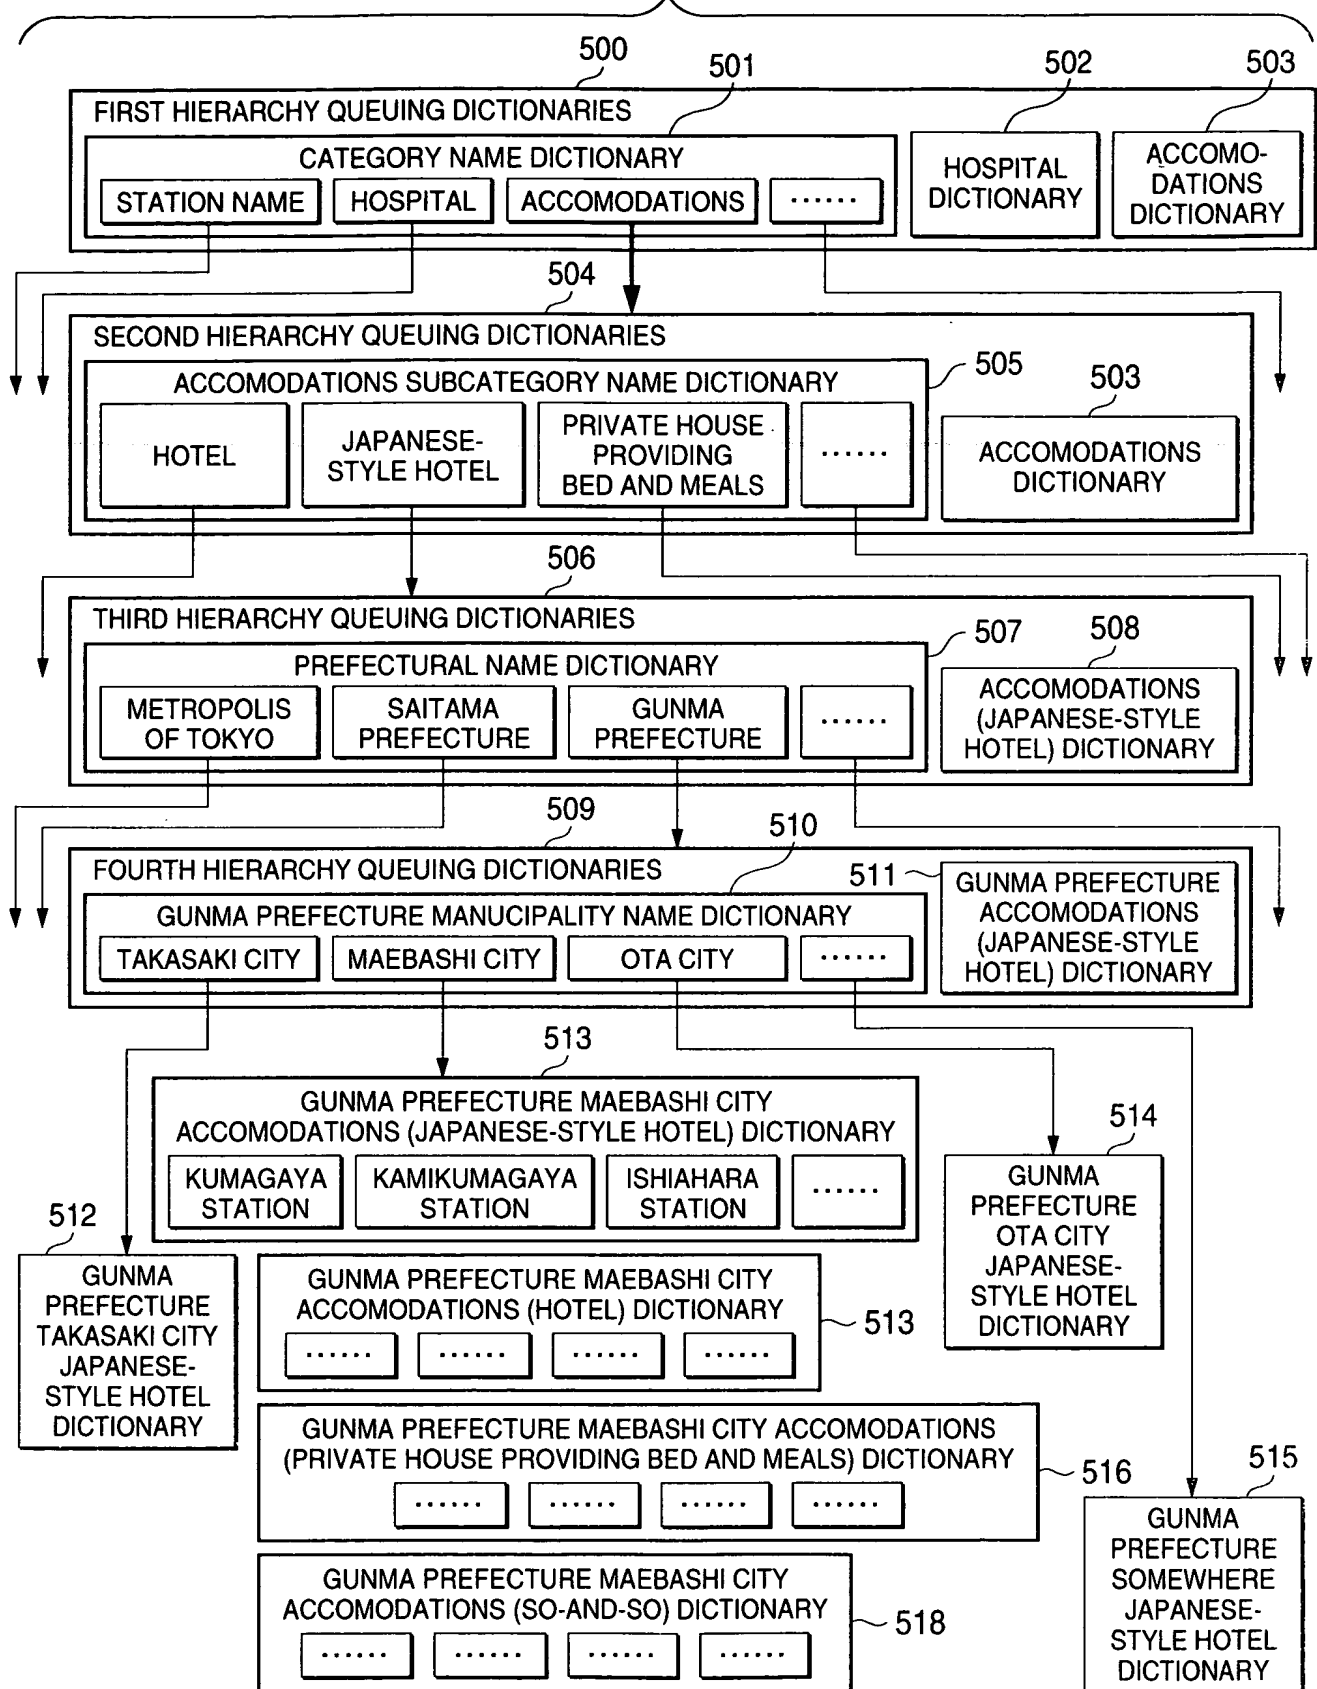 500
501
502
503
FIRST HIERARCHY QUEUING DICTIONARIES
CATEGORY NAME DICTIONARY
STATION NAME
HOSPITAL
ACCOMODATIONS
······
HOSPITAL
DICTIONARY
ACCOMO-
DATIONS
DICTIONARY
504
SECOND HIERARCHY QUEUING DICTIONARIES
ACCOMODATIONS SUBCATEGORY NAME DICTIONARY
505
503
HOTEL
JAPANESE-
STYLE HOTEL
PRIVATE HOUSE
PROVIDING
BED AND MEALS
······
ACCOMODATIONS
DICTIONARY
506
THIRD HIERARCHY QUEUING DICTIONARIES
507
508
PREFECTURAL NAME DICTIONARY
METROPOLIS
OF TOKYO
SAITAMA
PREFECTURE
GUNMA
PREFECTURE
······
ACCOMODATIONS
(JAPANESE-STYLE
HOTEL) DICTIONARY
509
510
FOURTH HIERARCHY QUEUING DICTIONARIES
511
GUNMA PREFECTURE MANUCIPALITY NAME DICTIONARY
TAKASAKI CITY
MAEBASHI CITY
OTA CITY
······
GUNMA PREFECTURE
ACCOMODATIONS
(JAPANESE-STYLE
HOTEL) DICTIONARY
513
GUNMA PREFECTURE MAEBASHI CITY
ACCOMODATIONS (JAPANESE-STYLE HOTEL) DICTIONARY
KUMAGAYA
STATION
KAMIKUMAGAYA
STATION
ISHIAHARA
STATION
······
514
GUNMA
PREFECTURE
OTA CITY
JAPANESE-
STYLE HOTEL
DICTIONARY
512
GUNMA
PREFECTURE
TAKASAKI CITY
JAPANESE-
STYLE HOTEL
DICTIONARY
GUNMA PREFECTURE MAEBASHI CITY
ACCOMODATIONS (HOTEL) DICTIONARY
513
······ ······ ······ ······
GUNMA PREFECTURE MAEBASHI CITY ACCOMODATIONS
(PRIVATE HOUSE PROVIDING BED AND MEALS) DICTIONARY
516
······ ······ ······ ······
515
GUNMA
PREFECTURE
SOMEWHERE
JAPANESE-
STYLE HOTEL
DICTIONARY
GUNMA PREFECTURE MAEBASHI CITY
ACCOMODATIONS (SO-AND-SO) DICTIONARY
518
······ ······ ······ ······